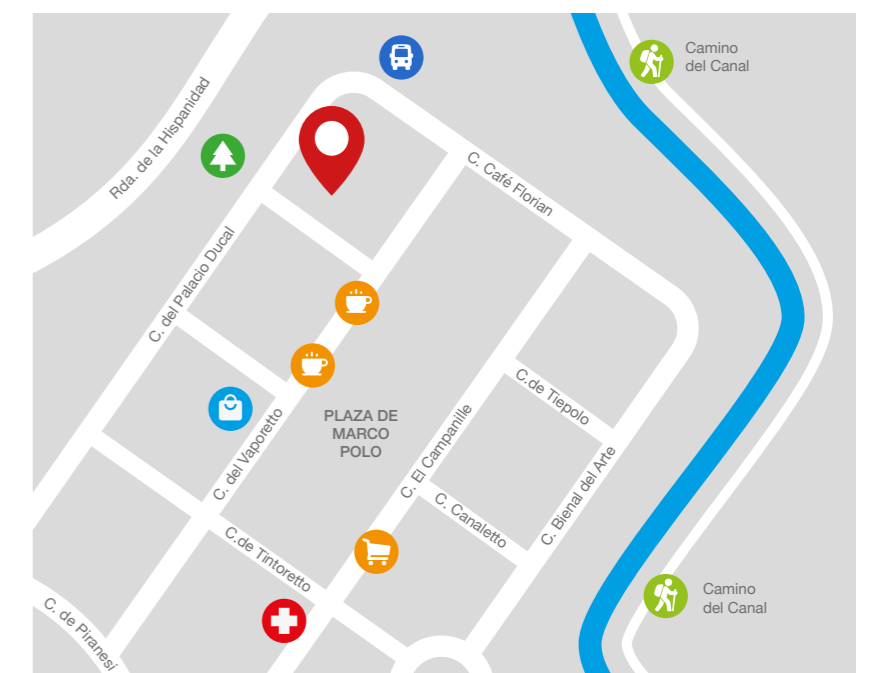 Camino
del Canal
Rda. de la Hispanidad
C. Café Florian
C. del Palacio Ducal
C.de Tiepolo
PLAZA DE
MARCO
POLO
C. del Vaporetto
C. El Campanille
C. Bienal del Arte
C. Canaletto
C.de Tintoretto
Camino
del Canal
C. de Piranesi